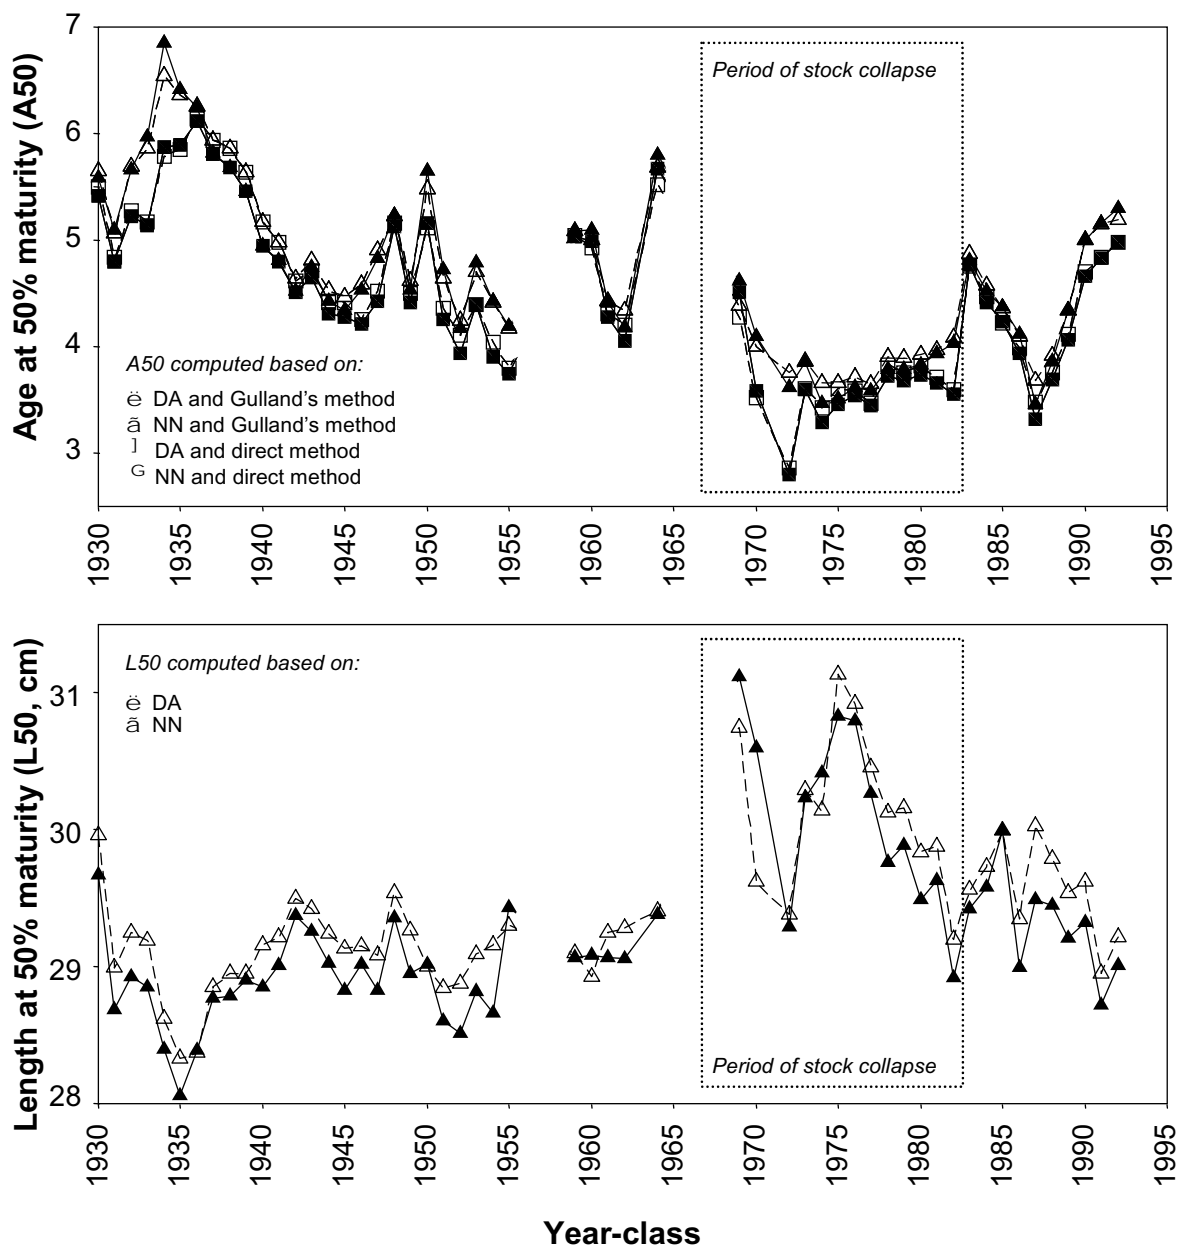 Age at 50% maturity (A50)
7
6
5
4
3
Period of stock collapse
A50 computed based on:
ë DA and Gulland’s method
ã NN and Gulland’s method
] DA and direct method
G NN and direct method
1930 1935 1940 1945 1950 1955 1960 1965 1970 1975 1980 1985 1990 1995
Length at 50% maturity (L50, cm)
31
30
29
28
L50 computed based on:
ë DA
ã NN
Period of stock collapse
1930 1935 1940 1945 1950 1955 1960 1965 1970 1975 1980 1985 1990 1995
Year-class